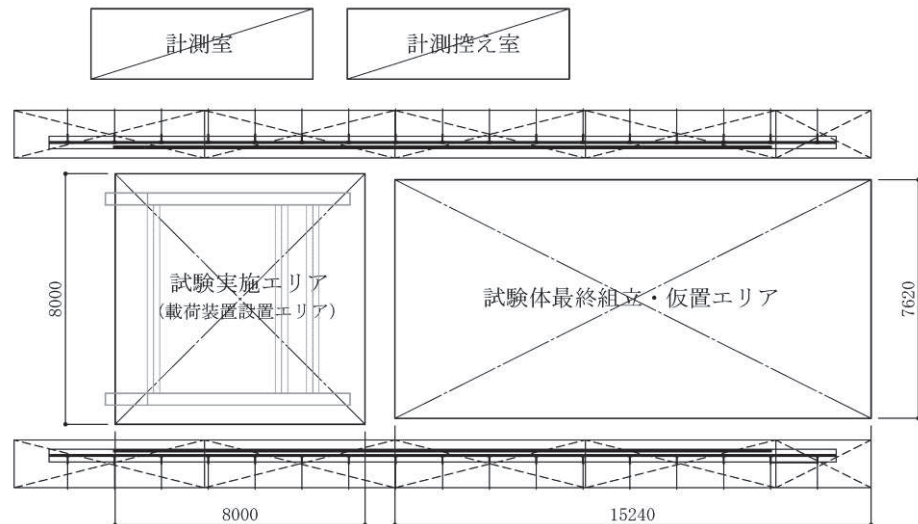 計測室
計測控え室
試験実施エリア
(載荷装置設置エリア)
試験体最終組立・仮置エリア
8000
7620
8000
15240